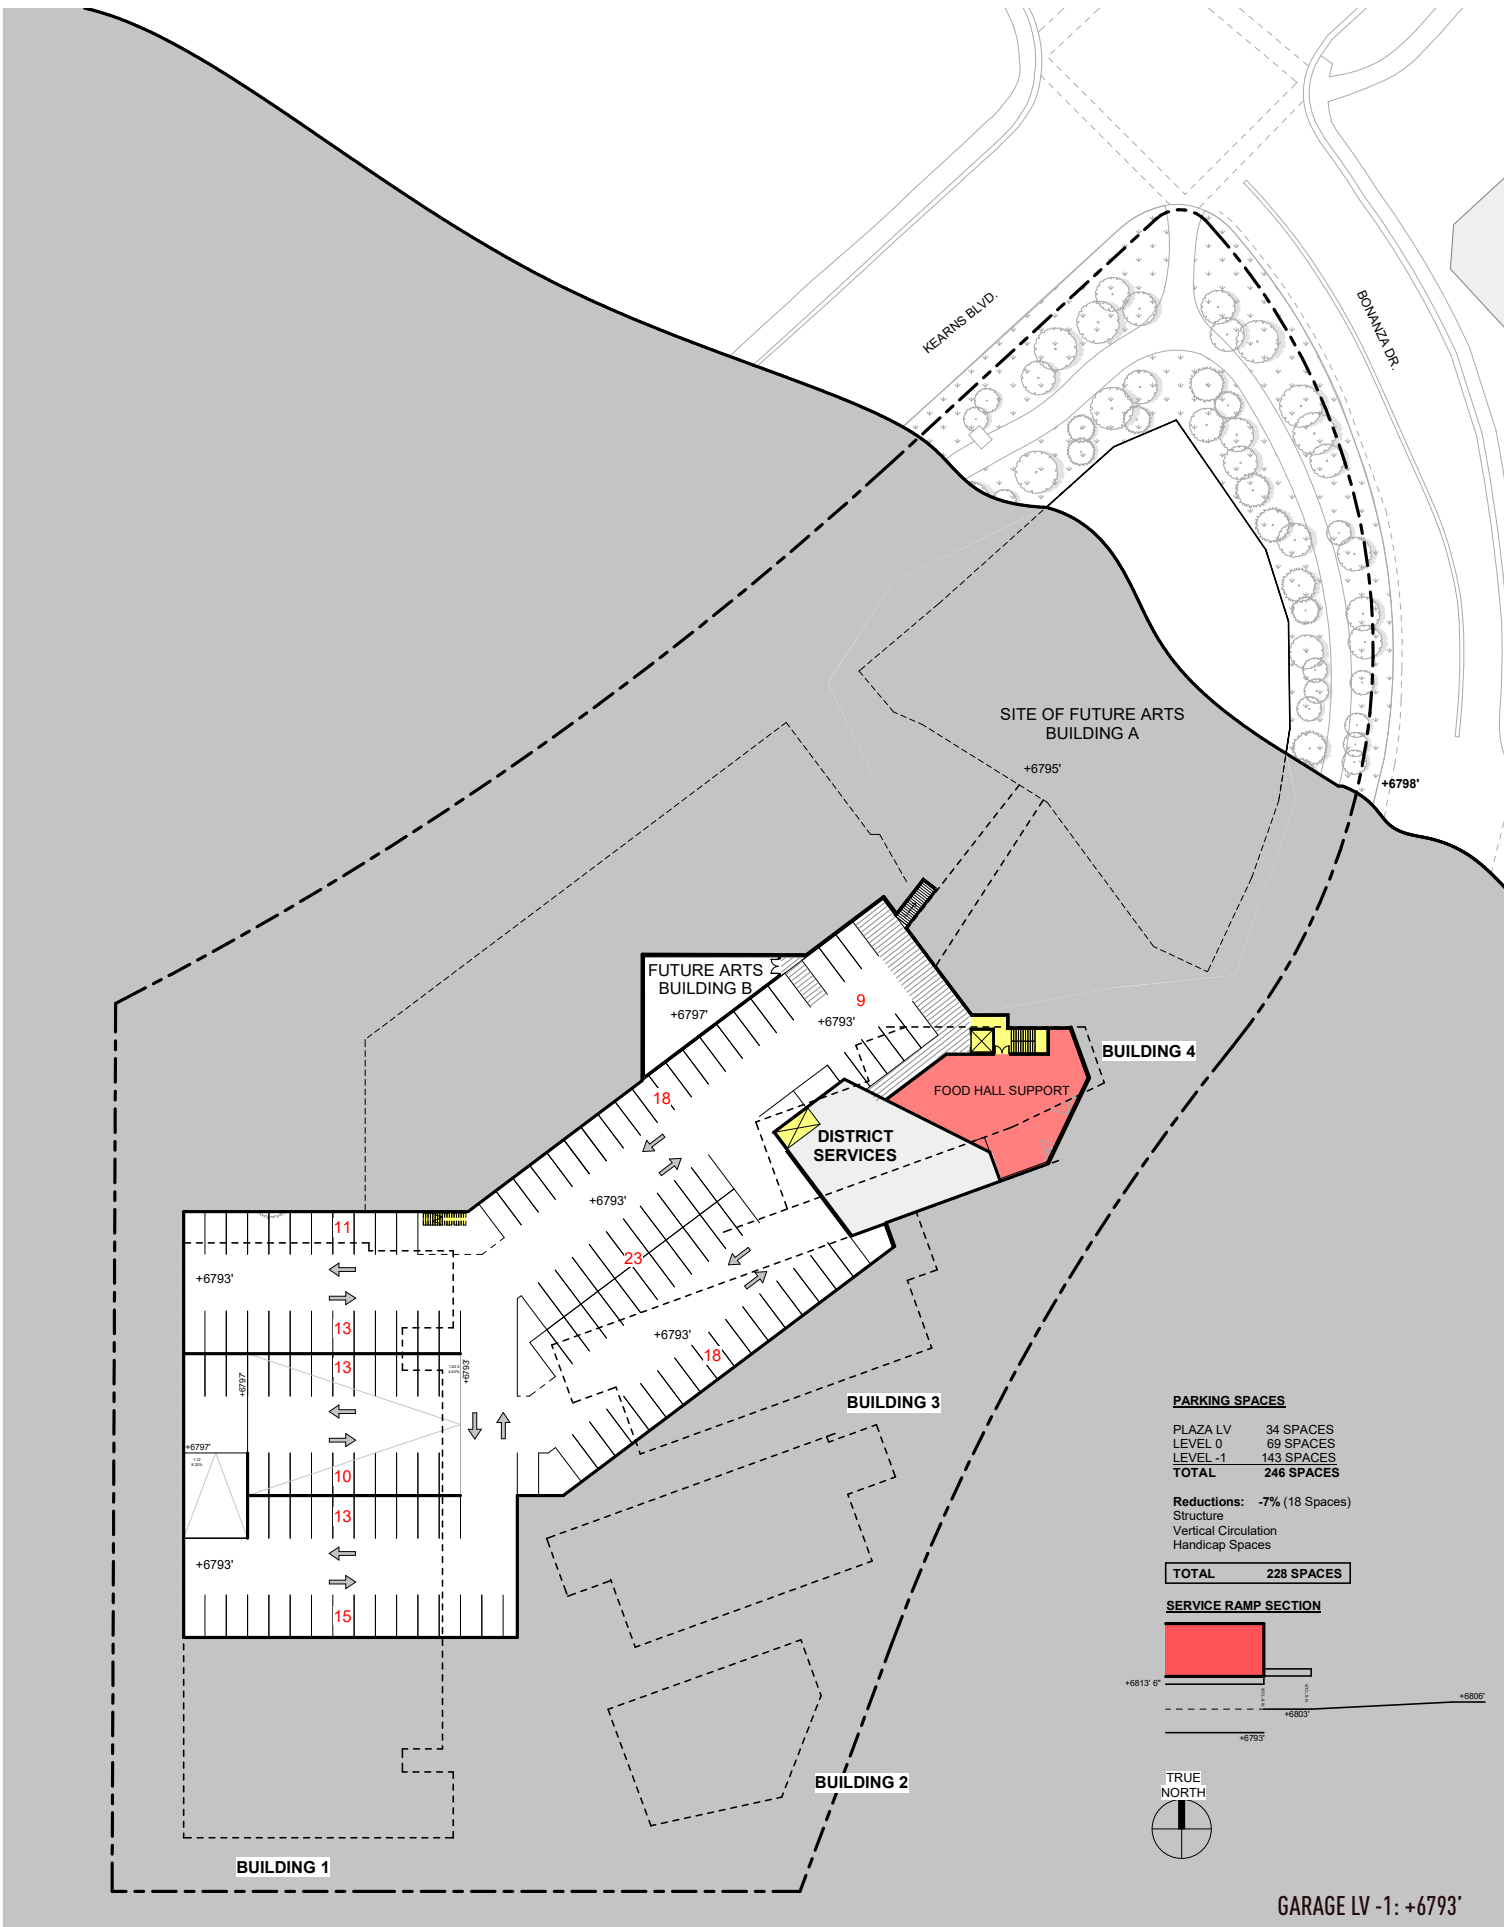 KEARNS BLVD.
BONANZA DR.
SITE OF FUTURE ARTS
BUILDING A
+6795'
+6798'
FUTURE ARTS
BUILDING B
+6797'
9
+6793'
BUILDING 4
FOOD HALL SUPPORT
18
DISTRICT
SERVICES
+6793'
11
23
+6793'
13
+6793'
18
13
+6797'
+6793'
BUILDING 3
+6797'
10
13
+6793'
15
BUILDING 2
BUILDING 1
PARKING SPACES
PLAZA LV 34 SPACES
LEVEL 0 69 SPACES
LEVEL -1 143 SPACES
TOTAL 246 SPACES
Reductions: -7% (18 Spaces)
Structure
Vertical Circulation
Handicap Spaces
TOTAL 228 SPACES
SERVICE RAMP SECTION
+6813' 6"
+6806'
+6803'
+6793'
TRUE
NORTH
GARAGE LV -1: +6793'